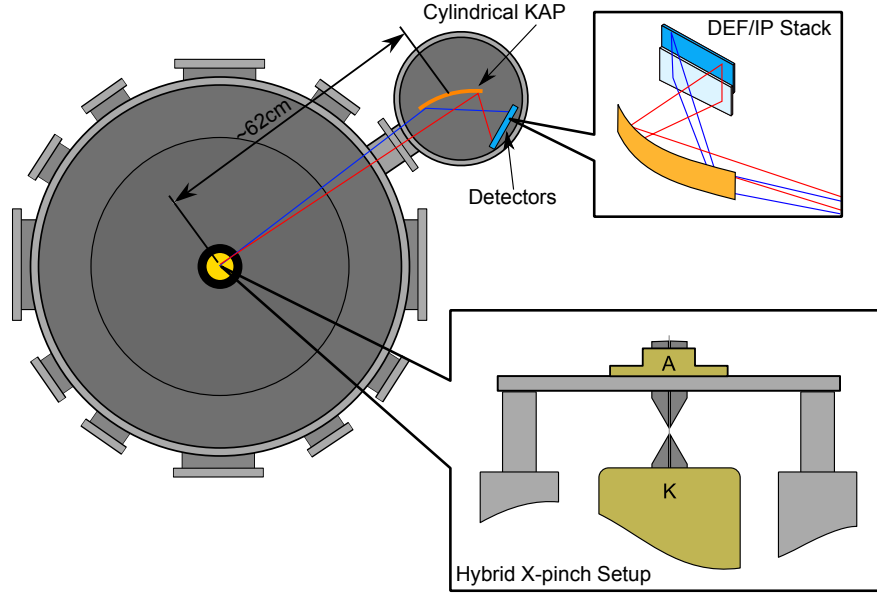 Cylindrical KAP
DEF/IP Stack
~62cm
Detectors
A
K
Hybrid X-pinch Setup